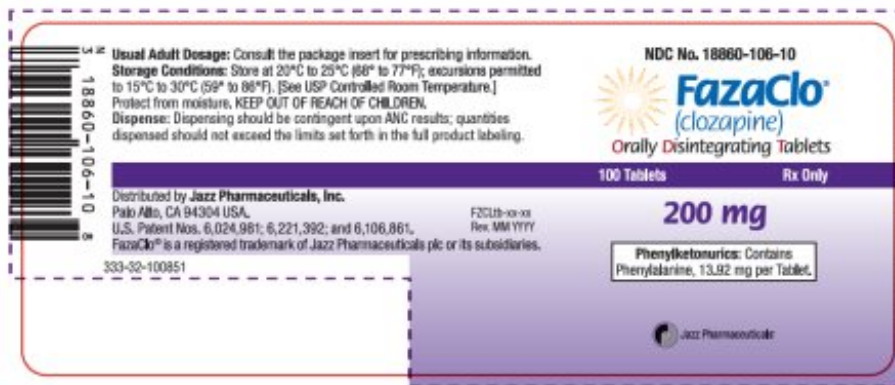 N
3 18860-106-10 8
Usual Adult Dosage: Consult the package insert for prescribing information.
Storage Conditions: Store at 20°C to 25°C (68° to 77°F); excursions permitted
to 15°C to 30°C (59° to 86°F). [See USP Controlled Room Temperature.]
Protect from moisture. KEEP OUT OF REACH OF CHILDREN.
Dispense: Dispensing should be contingent upon ANC results; quantities
dispensed should not exceed the limits set forth in the full product labeling.
Distributed by Jazz Pharmaceuticals, Inc.
Palo Alto, CA 94304 USA.
U.S. Patent Nos. 6,024,981; 6,221,392; and 6,106,861.
FazaClo® is a registered trademark of Jazz Pharmaceuticals plc or its subsidiaries.
FZCLtb-xx-xx
Rev. MM YYYY
333-32-100851
NDC No. 18860-106-10
FazaClo®
(clozapine)
Orally Disintegrating Tablets
100 Tablets Rx Only
200 mg
Phenylketonurics: Contains
Phenylalanine, 13.92 mg per Tablet.
Jazz Pharmaceuticals